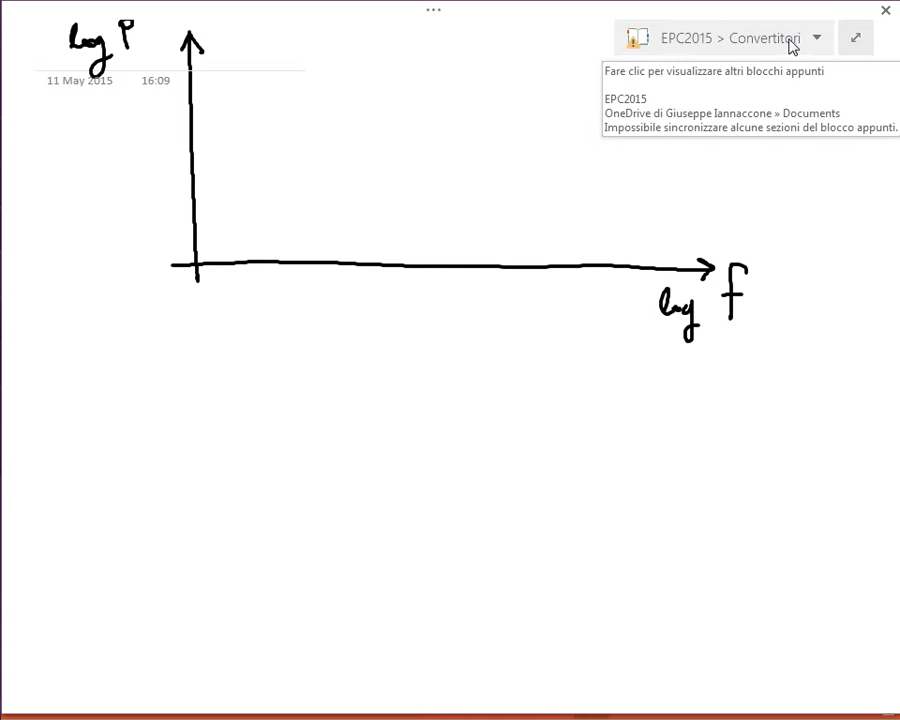 log P
EPC2015 > Convertitori
Fare clic per visualizzare altri blocchi appunti
11 May 2015 16:09
EPC2015
OneDrive di Giuseppe Iannaccone » Documents
Impossibile sincronizzare alcune sezioni del blocco appunti.
log f